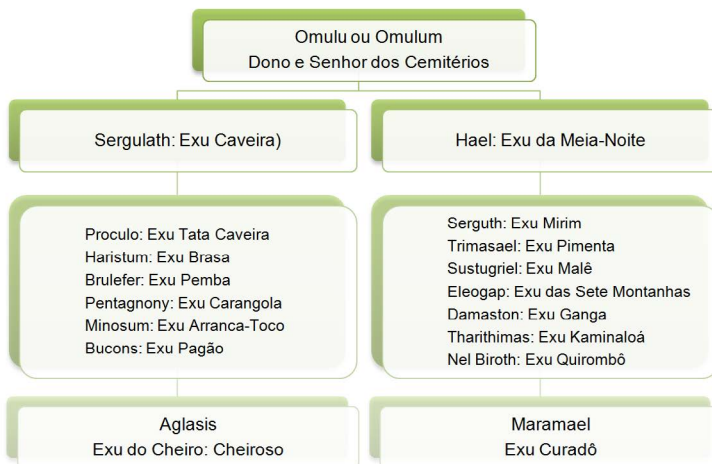 Omulu ou Omulum
Dono e Senhor dos Cemitérios
Sergulath: Exu Caveira)
Hael: Exu da Meia-Noite
Proculo: Exu Tata Caveira
Haristum: Exu Brasa
Brulefer: Exu Pemba
Pentagnony: Exu Carangola
Minosum: Exu Arranca-Toco
Bucons: Exu Pagão
Serguth: Exu Mirim
Trimasael: Exu Pimenta
Sustugriel: Exu Malê
Eleogap: Exu das Sete Montanhas
Damaston: Exu Ganga
Tharithimas: Exu Kaminaloá
Nel Biroth: Exu Quirombô
Aglasis
Exu do Cheiro: Cheiroso
Maramael
Exu Curadô